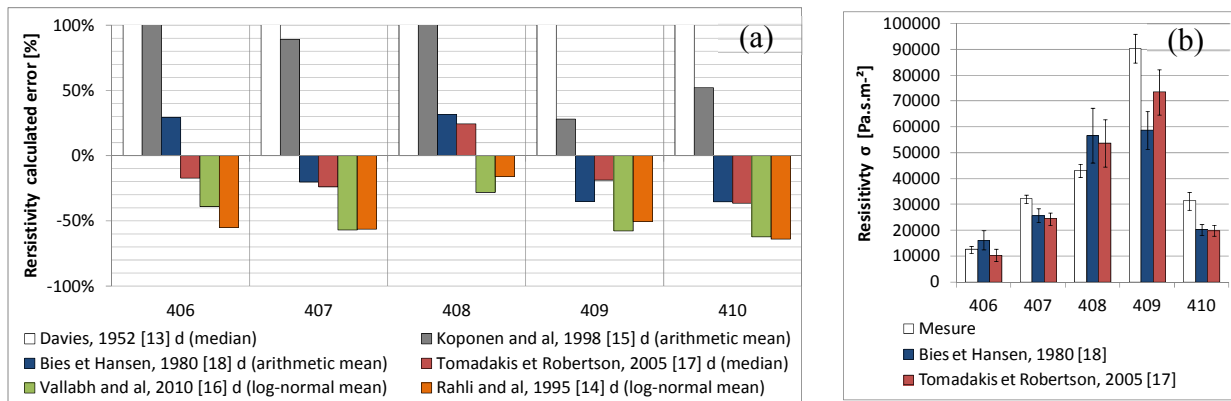 (a)
Rersistivity calculated error [%]
100%
50%
0%
-50%
-100%
406 407 408 409 410
Davies, 1952 [13] d (median)
Koponen and al, 1998 [15] d (arithmetic mean)
Bies et Hansen, 1980 [18] d (arithmetic mean)
Tomadakis et Robertson, 2005 [17] d (median)
Vallabh and al, 2010 [16] d (log-normal mean)
Rahli and al, 1995 [14] d (log-normal mean)
(b)
Resisitivty σ [Pa.s.m-²]
100000
90000
80000
70000
60000
50000
40000
30000
20000
10000
0
406 407 408 409 410
Mesure
Bies et Hansen, 1980 [18]
Tomadakis et Robertson, 2005 [17]